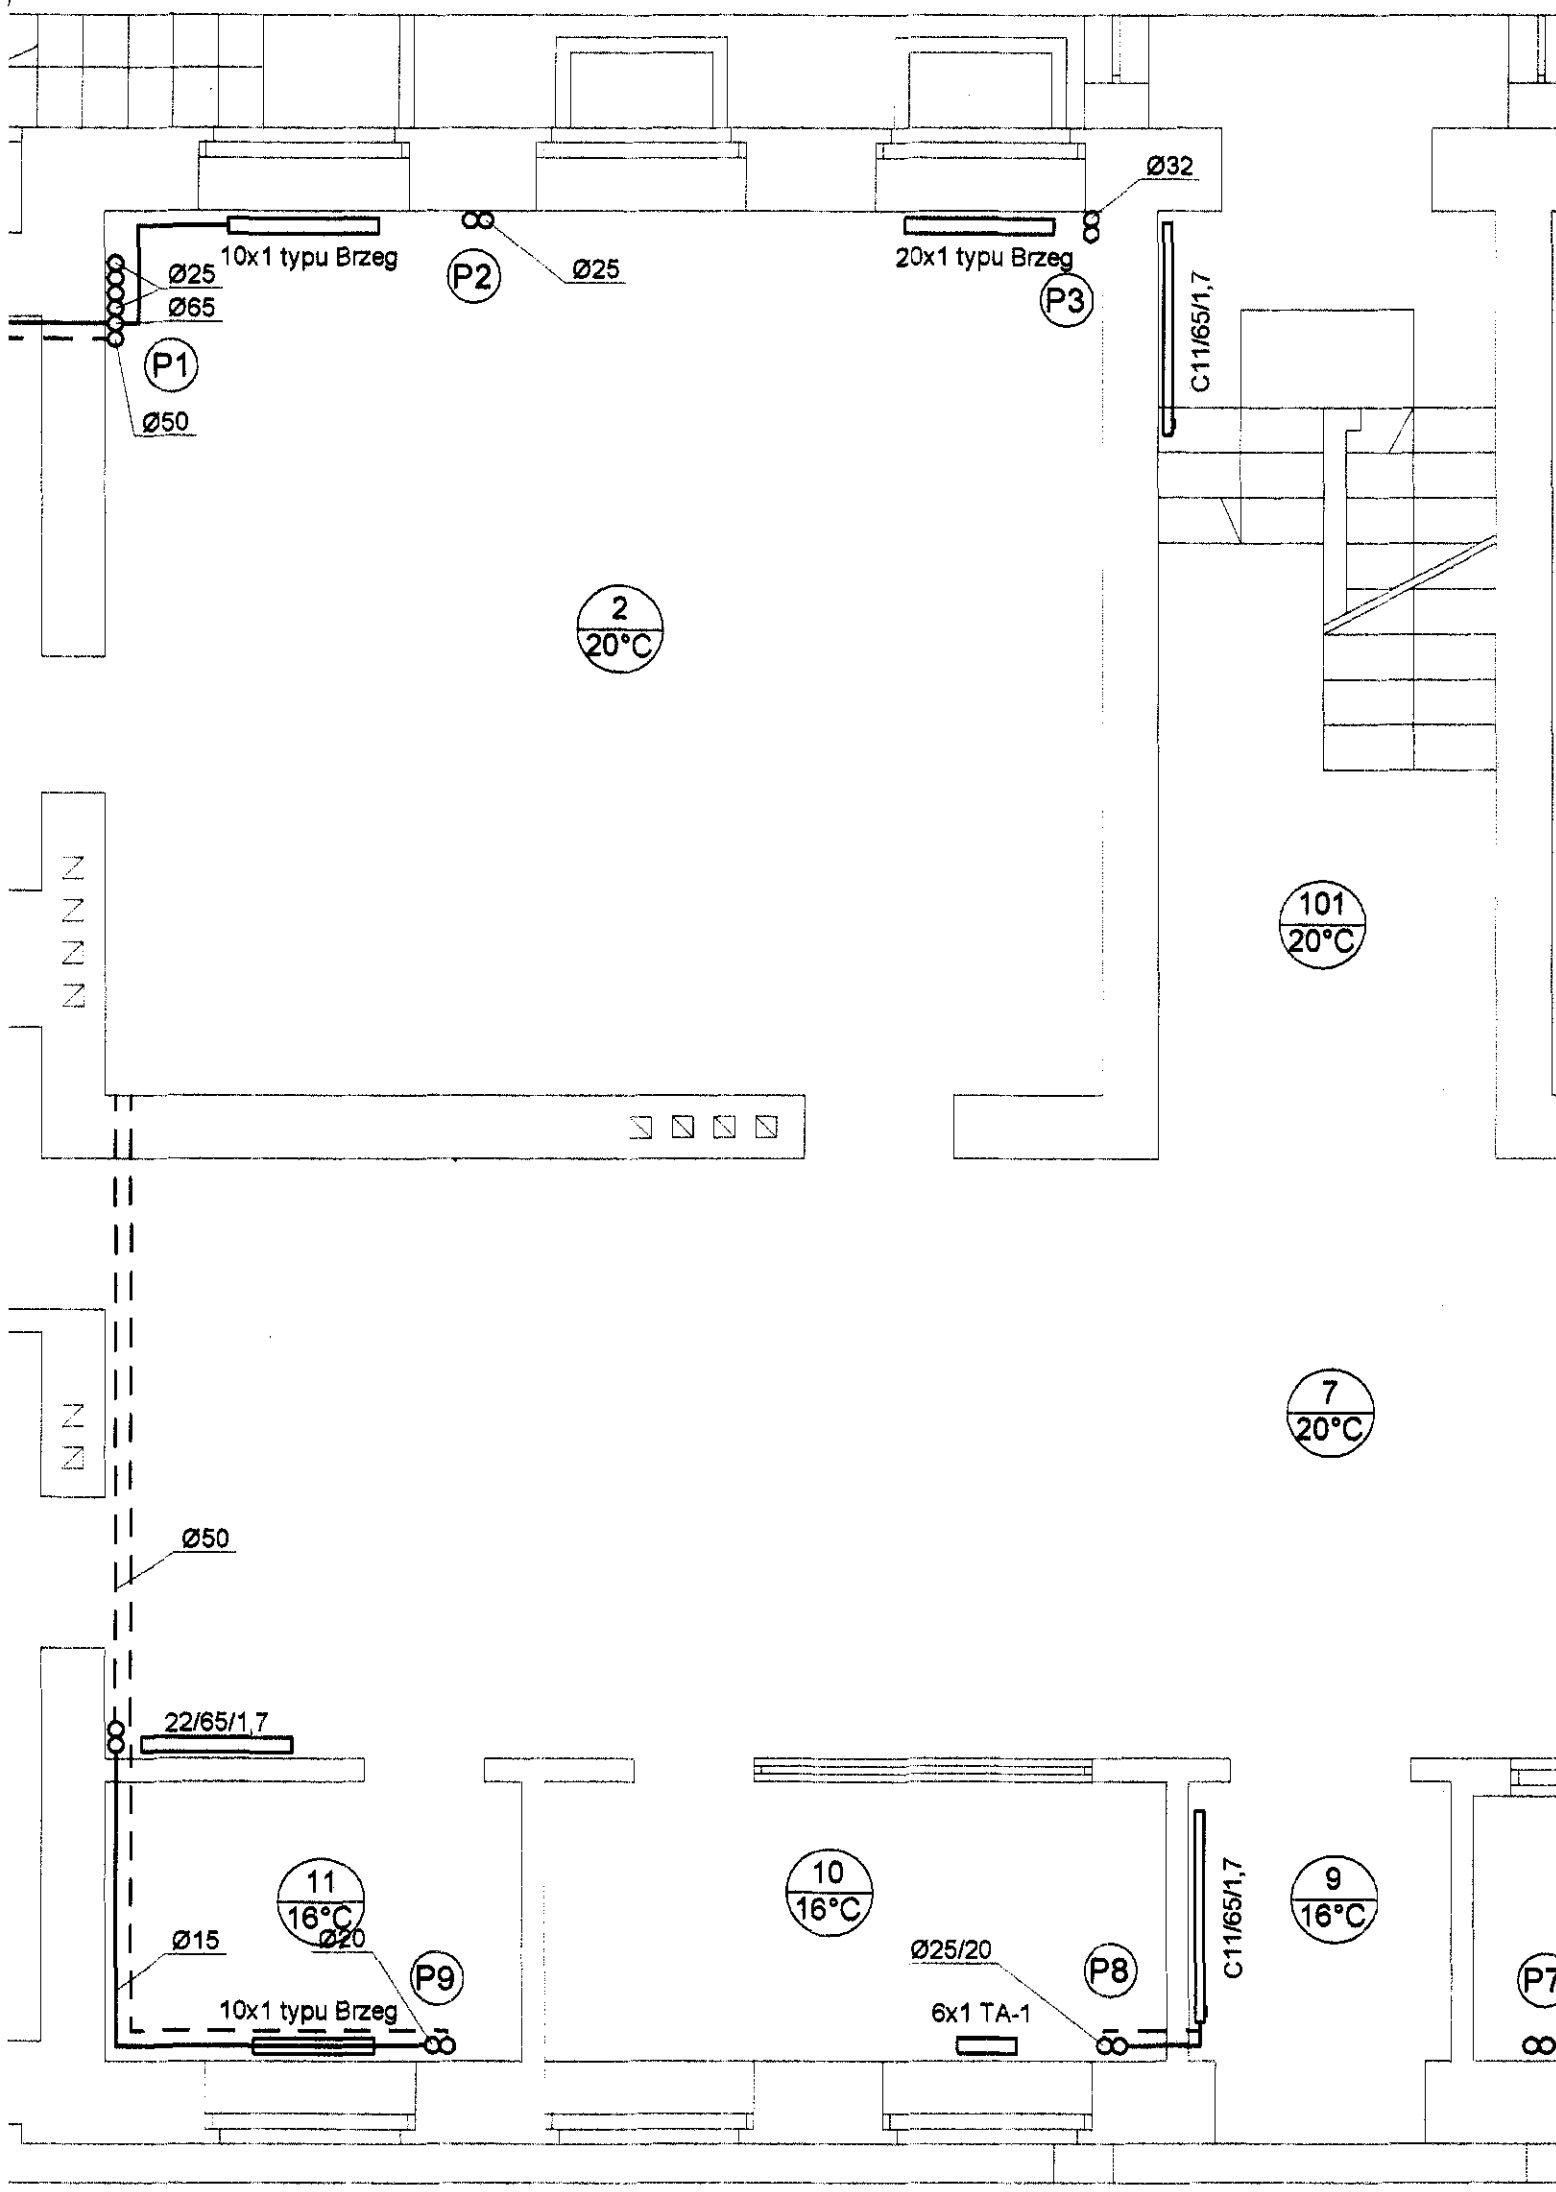 Ø32
10x1 typu Brzeg
P2
Ø25
20x1 typu Brzeg
P3
C11/65/1,7
Ø25
Ø65
P1
Ø50
2
20°C
101
20°C
7
20°C
Ø50
22/65/1,7
11
16°C
10
16°C
9
16°C
C11/65/1,7
Ø15
Ø20
P9
Ø25/20
P8
P7
10x1 typu Brzeg
6x1 TA-1